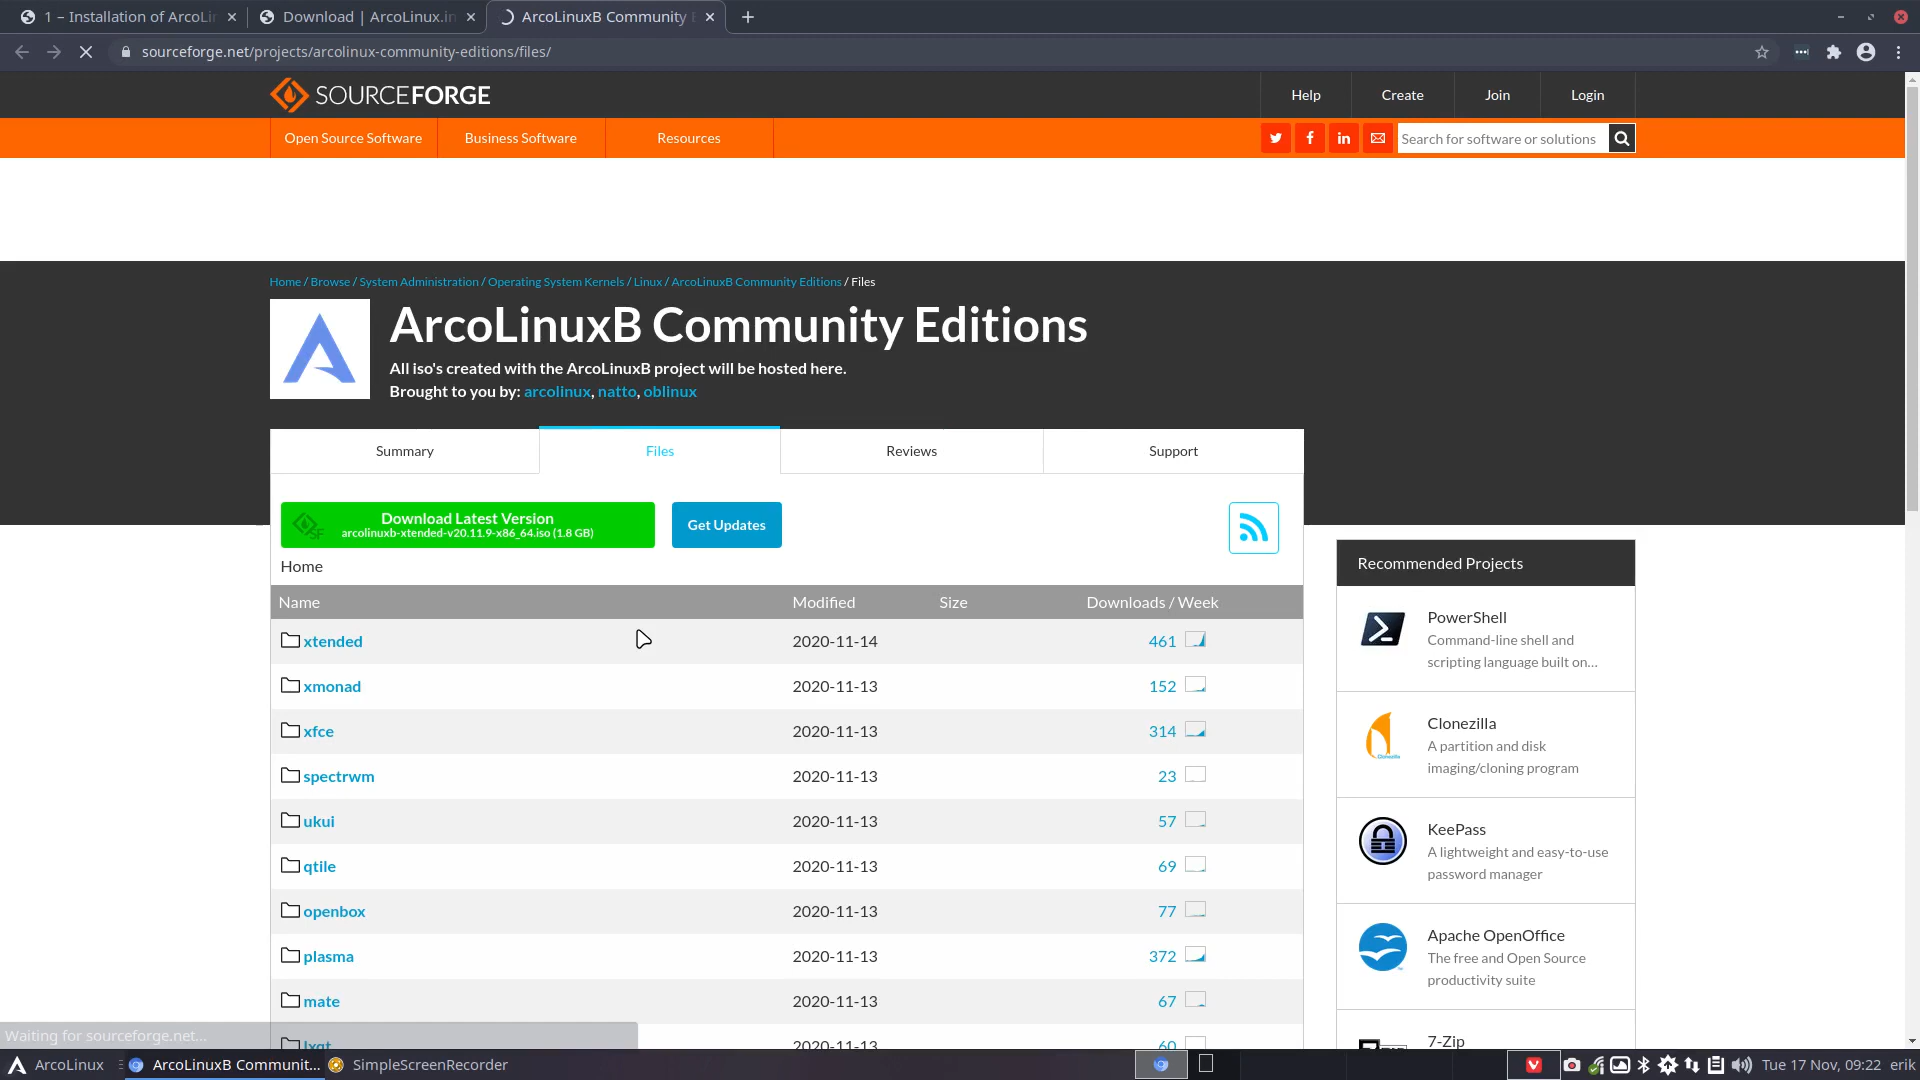 1 – Installation of ArcoLin
Download | ArcoLinux.in
ArcoLinuxB Community E
sourceforge.net/projects/arcolinux-community-editions/files/
SOURCEFORGE
Help
Create
Join
Login
Open Source Software
Business Software
Resources
Search for software or solutions
Home / Browse / System Administration / Operating System Kernels / Linux / ArcoLinuxB Community Editions / Files
ArcoLinuxB Community Editions
All iso's created with the ArcoLinuxB project will be hosted here.
Brought to you by: arcolinux, natto, oblinux
Summary
Files
Reviews
Support
Download Latest Version
arcolinuxb-xtended-v20.11.9-x86_64.iso (1.8 GB)
Get Updates
Home
Name Modified Size Downloads / Week
xtended 2020-11-14 461
xmonad 2020-11-13 152
xfce 2020-11-13 314
spectrwm 2020-11-13 23
ukui 2020-11-13 57
qtile 2020-11-13 69
openbox 2020-11-13 77
plasma 2020-11-13 372
mate 2020-11-13 67
lxqt 2020-11-13 60
Recommended Projects
PowerShell
Command-line shell and
scripting language built on...
Clonezilla
A partition and disk
imaging/cloning program
KeePass
A lightweight and easy-to-use
password manager
Apache OpenOffice
The free and Open Source
productivity suite
7-Zip
Waiting for sourceforge.net...
ArcoLinux
ArcoLinuxB Communit...
SimpleScreenRecorder
Tue 17 Nov, 09:22 erik